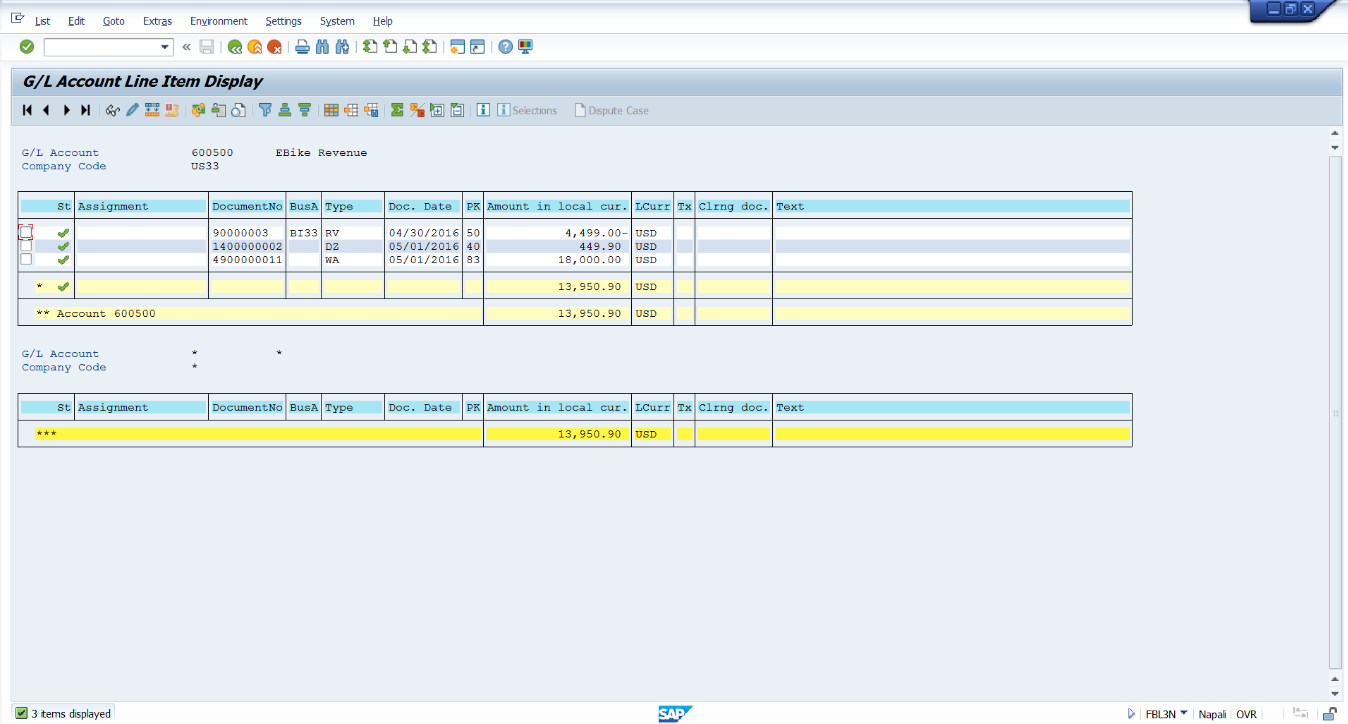 List Edit Goto Extras Environment Settings System Help
G/L Account Line Item Display
Selections Dispute Case
G/L Account 600500 EBike Revenue
Company Code US33
St Assignment DocumentNo BusA Type Doc. Date PK Amount in local cur. LCurr Tx Clrng doc. Text
90000003 BI33 RV 04/30/2016 50 4,499.00- USD
1400000002 DZ 05/01/2016 40 449.90 USD
4900000011 WA 05/01/2016 83 18,000.00 USD
* 13,950.90 USD
** Account 600500 13,950.90 USD
G/L Account * *
Company Code *
St Assignment DocumentNo BusA Type Doc. Date PK Amount in local cur. LCurr Tx Clrng doc. Text
*** 13,950.90 USD
3 items displayed SAP FBL3N Napali OVR